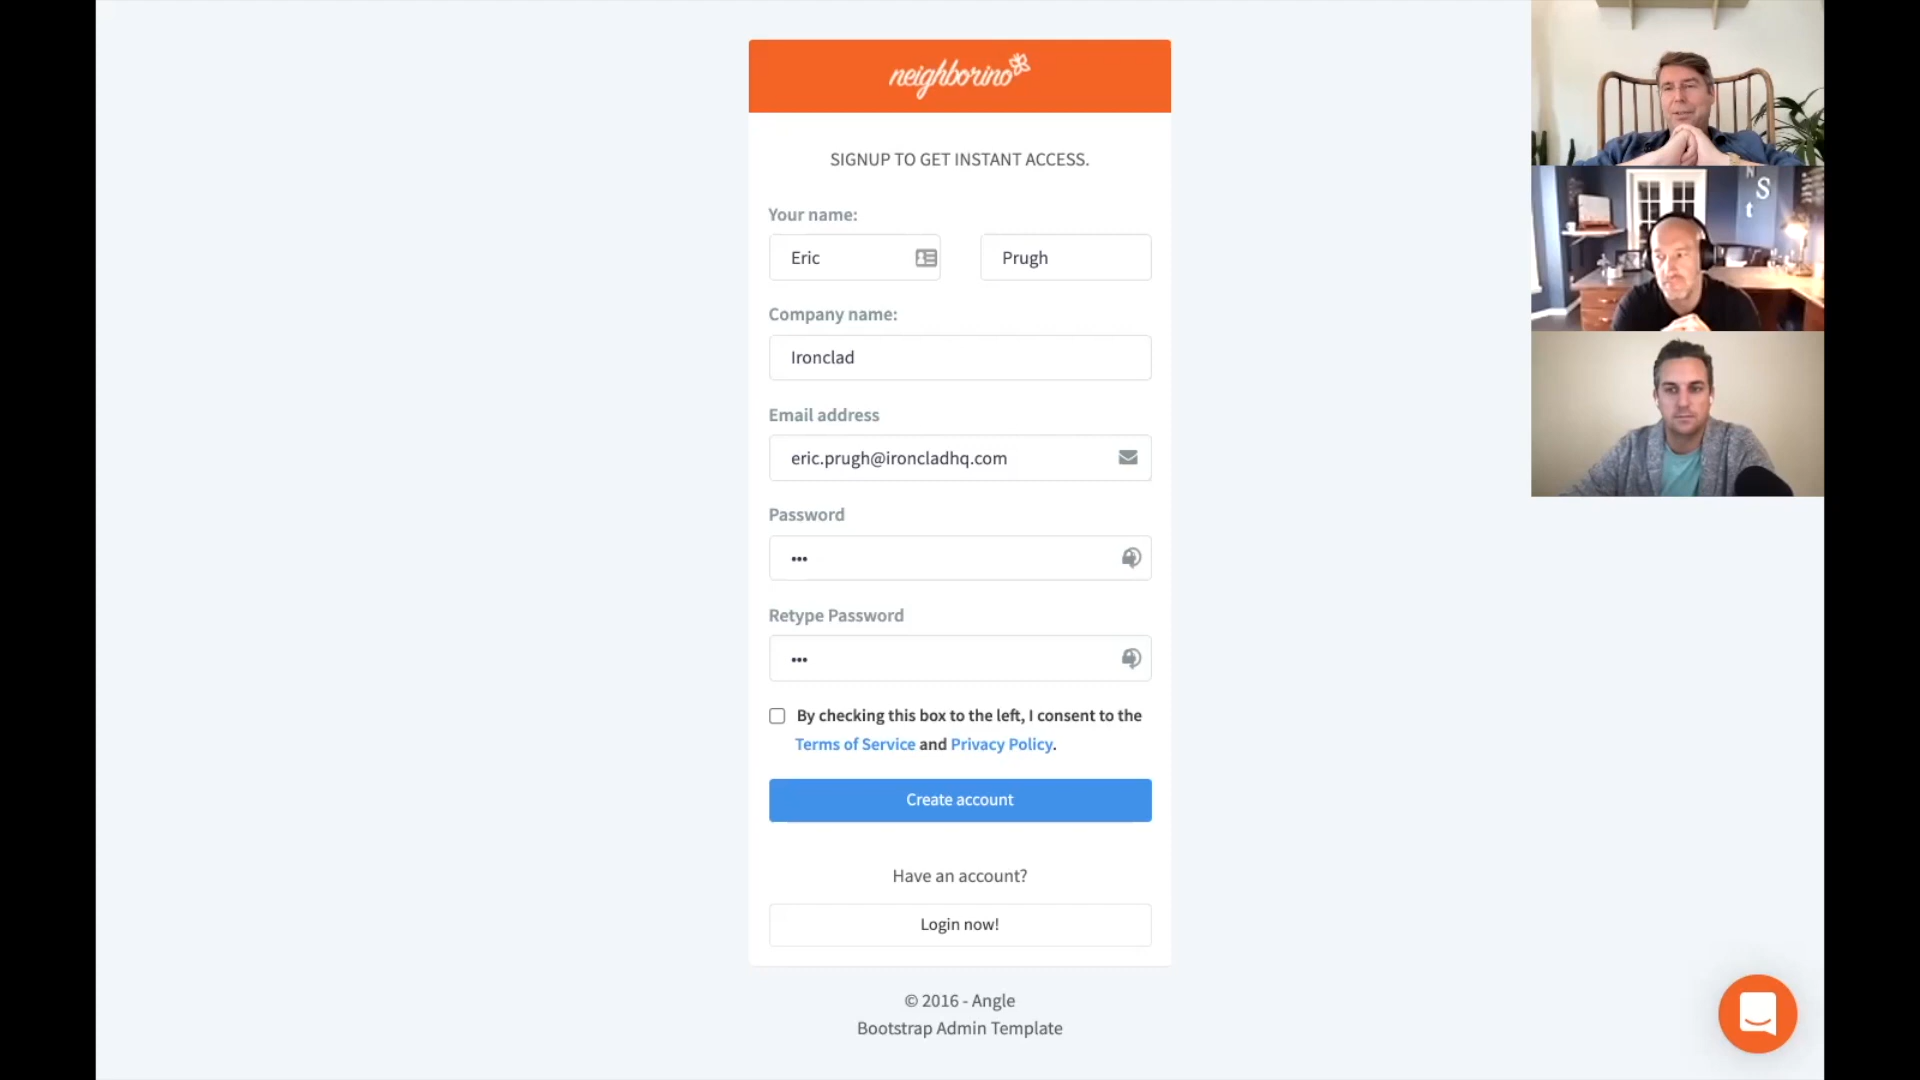 neighborino
SIGNUP TO GET INSTANT ACCESS.
Your name:
Eric
Prugh
Company name:
Ironclad
Email address
eric.prugh@ironcladhq.com
Password
•••
Retype Password
•••
By checking this box to the left, I consent to the
Terms of Service and Privacy Policy.
Create account
Have an account?
Login now!
© 2016 - Angle
Bootstrap Admin Template
N
S
t